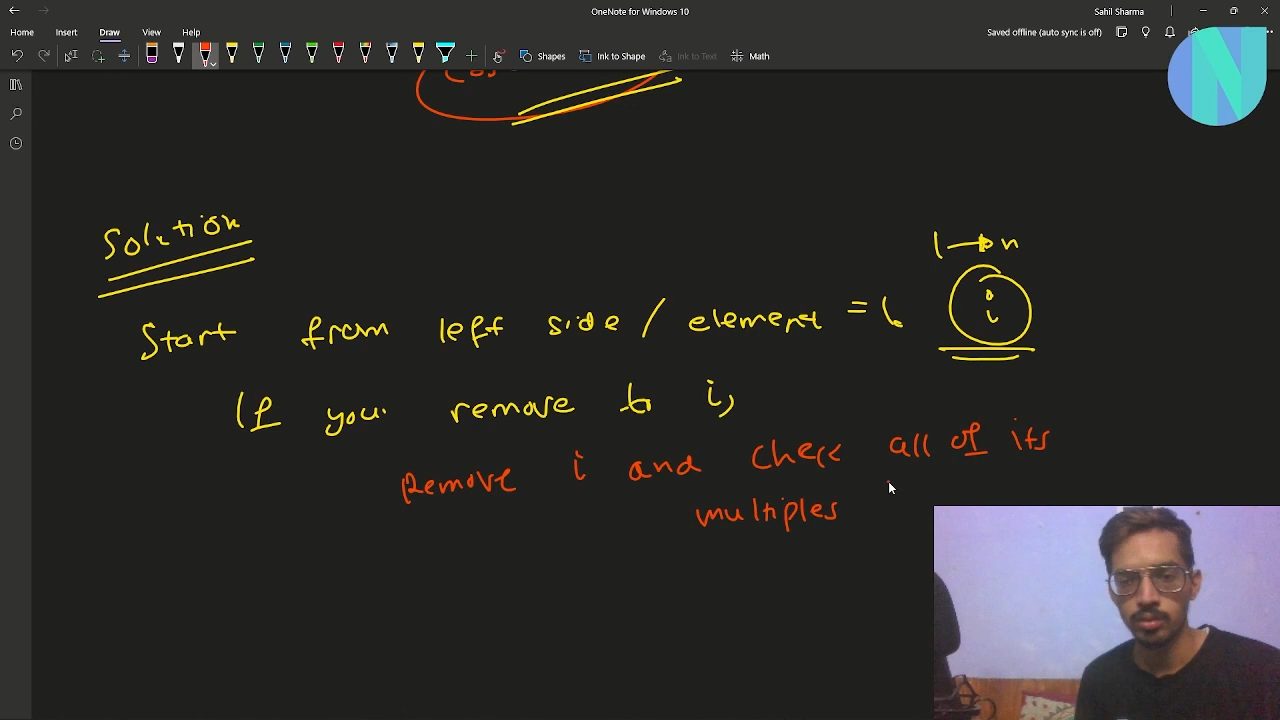 OneNote for Windows 10
Sahil Sharma
Home Insert Draw View Help
Saved offline (auto sync is off)
Shapes Ink to Shape Ink to Text Math
Solution
1 → n
i
Start from left side / element = 1
If you remove to i,
Remove i and check all of its
multiples